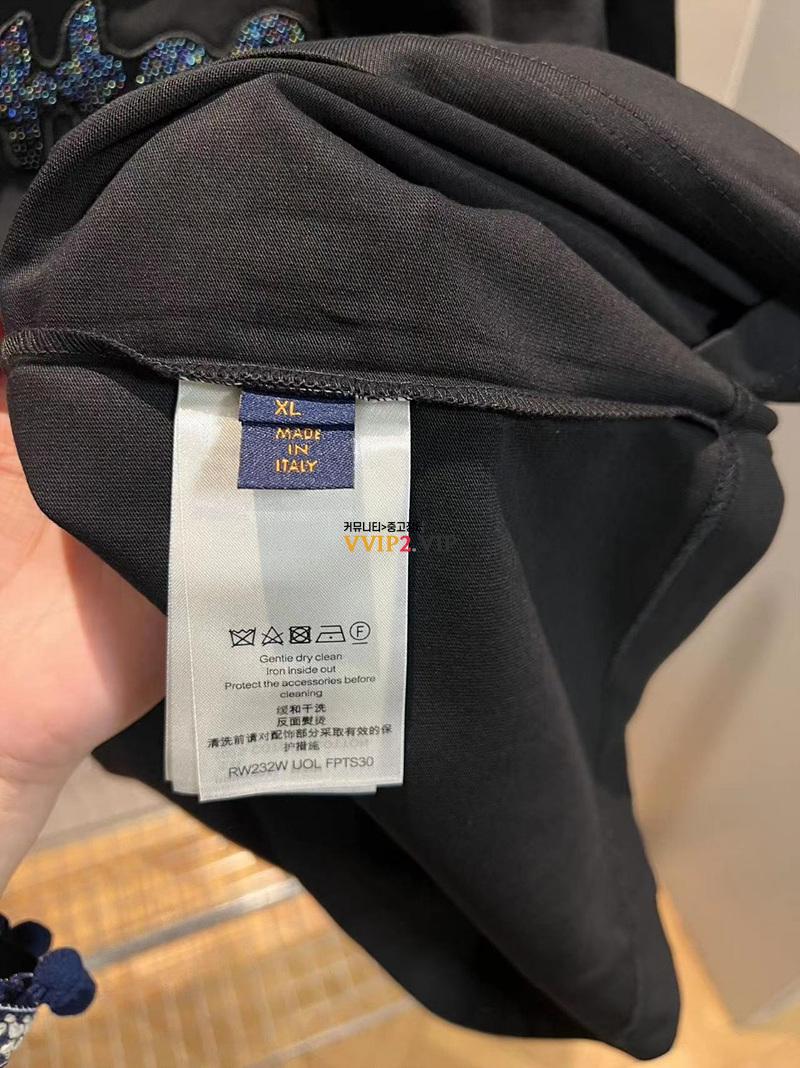 XL
MADE
IN
ITALY
커뮤니티>중고장터
VVIP2.VIP
Gentle dry clean
Iron inside out
Protect the accessories before
cleaning
缓和干洗
反面熨烫
清洗前请对配饰部分采取有效的保
护措施
RW232W UOL FPTS30